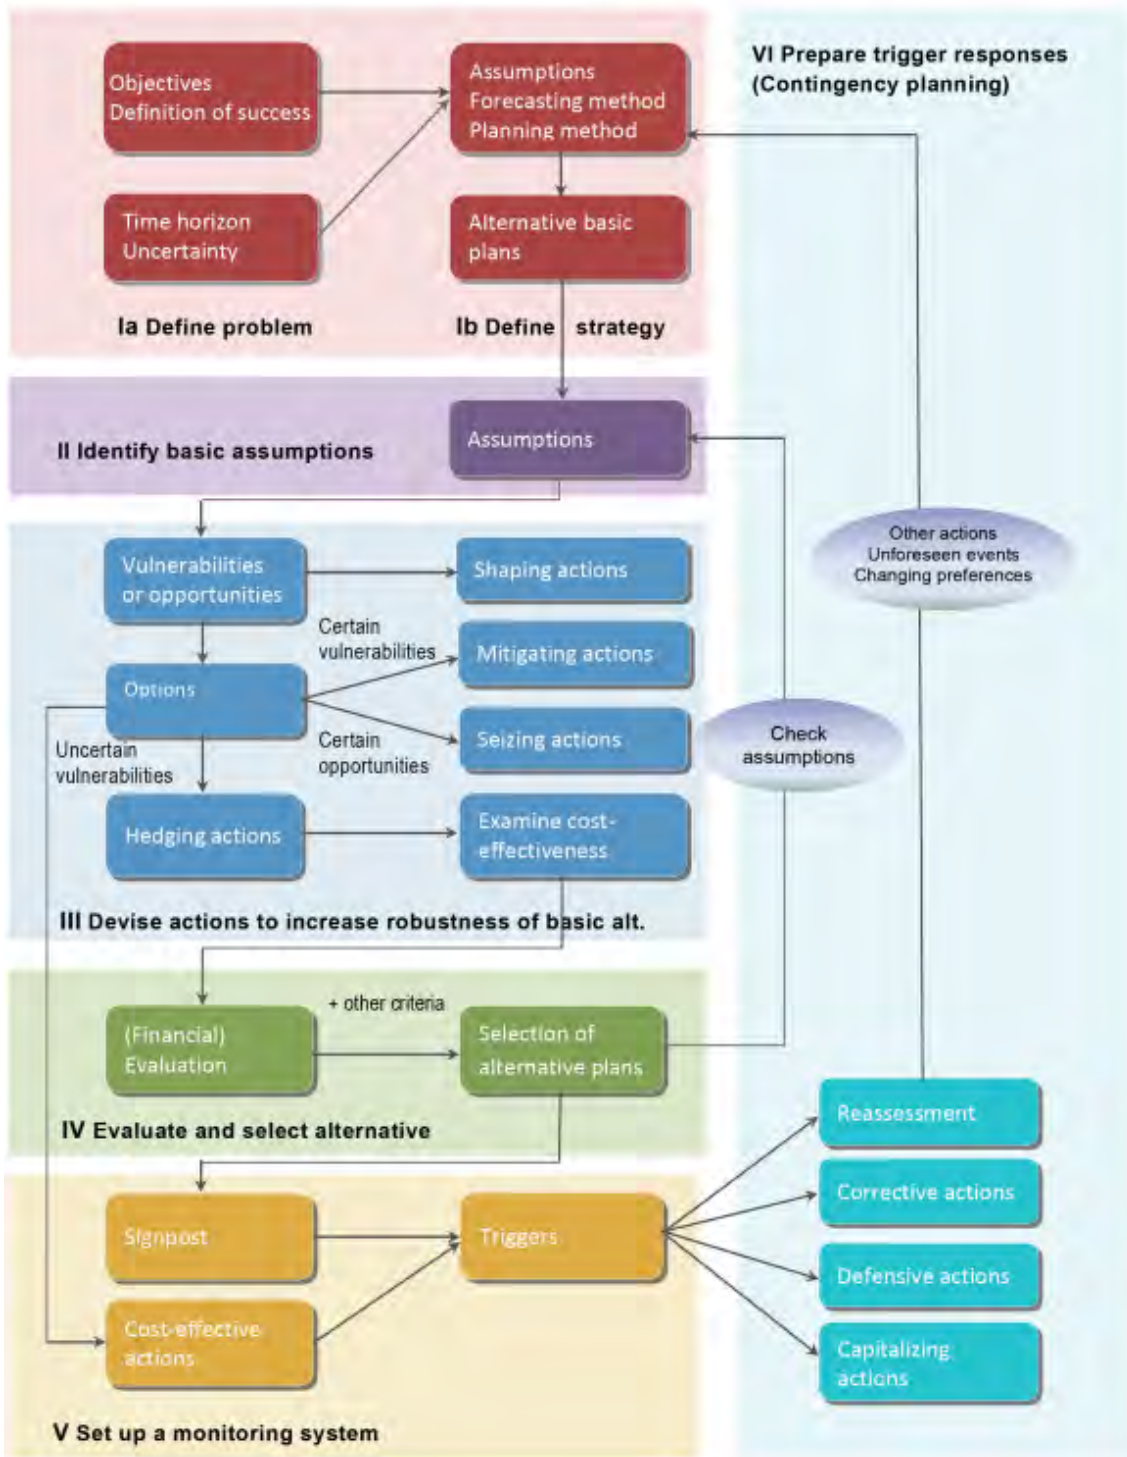 Objectives
Definition of success
Assumptions
Forecasting method
Planning method
VI Prepare trigger responses
(Contingency planning)
Time horizon
Uncertainty
Alternative basic
plans
Ia Define problem
Ib Define strategy
II Identify basic assumptions
Assumptions
Other actions
Unforeseen events
Changing preferences
Vulnerabilities
or opportunities
Shaping actions
Certain
vulnerabilities
Mitigating actions
Options
Uncertain
vulnerabilities
Certain
opportunities
Seizing actions
Check
assumptions
Hedging actions
Examine cost-
effectiveness
III Devise actions to increase robustness of basic alt.
(Financial)
Evaluation
+ other criteria
Selection of
alternative plans
IV Evaluate and select alternative
Reassessment
Corrective actions
Signpost
Triggers
Defensive actions
Cost-effective
actions
Capitalizing
actions
V Set up a monitoring system